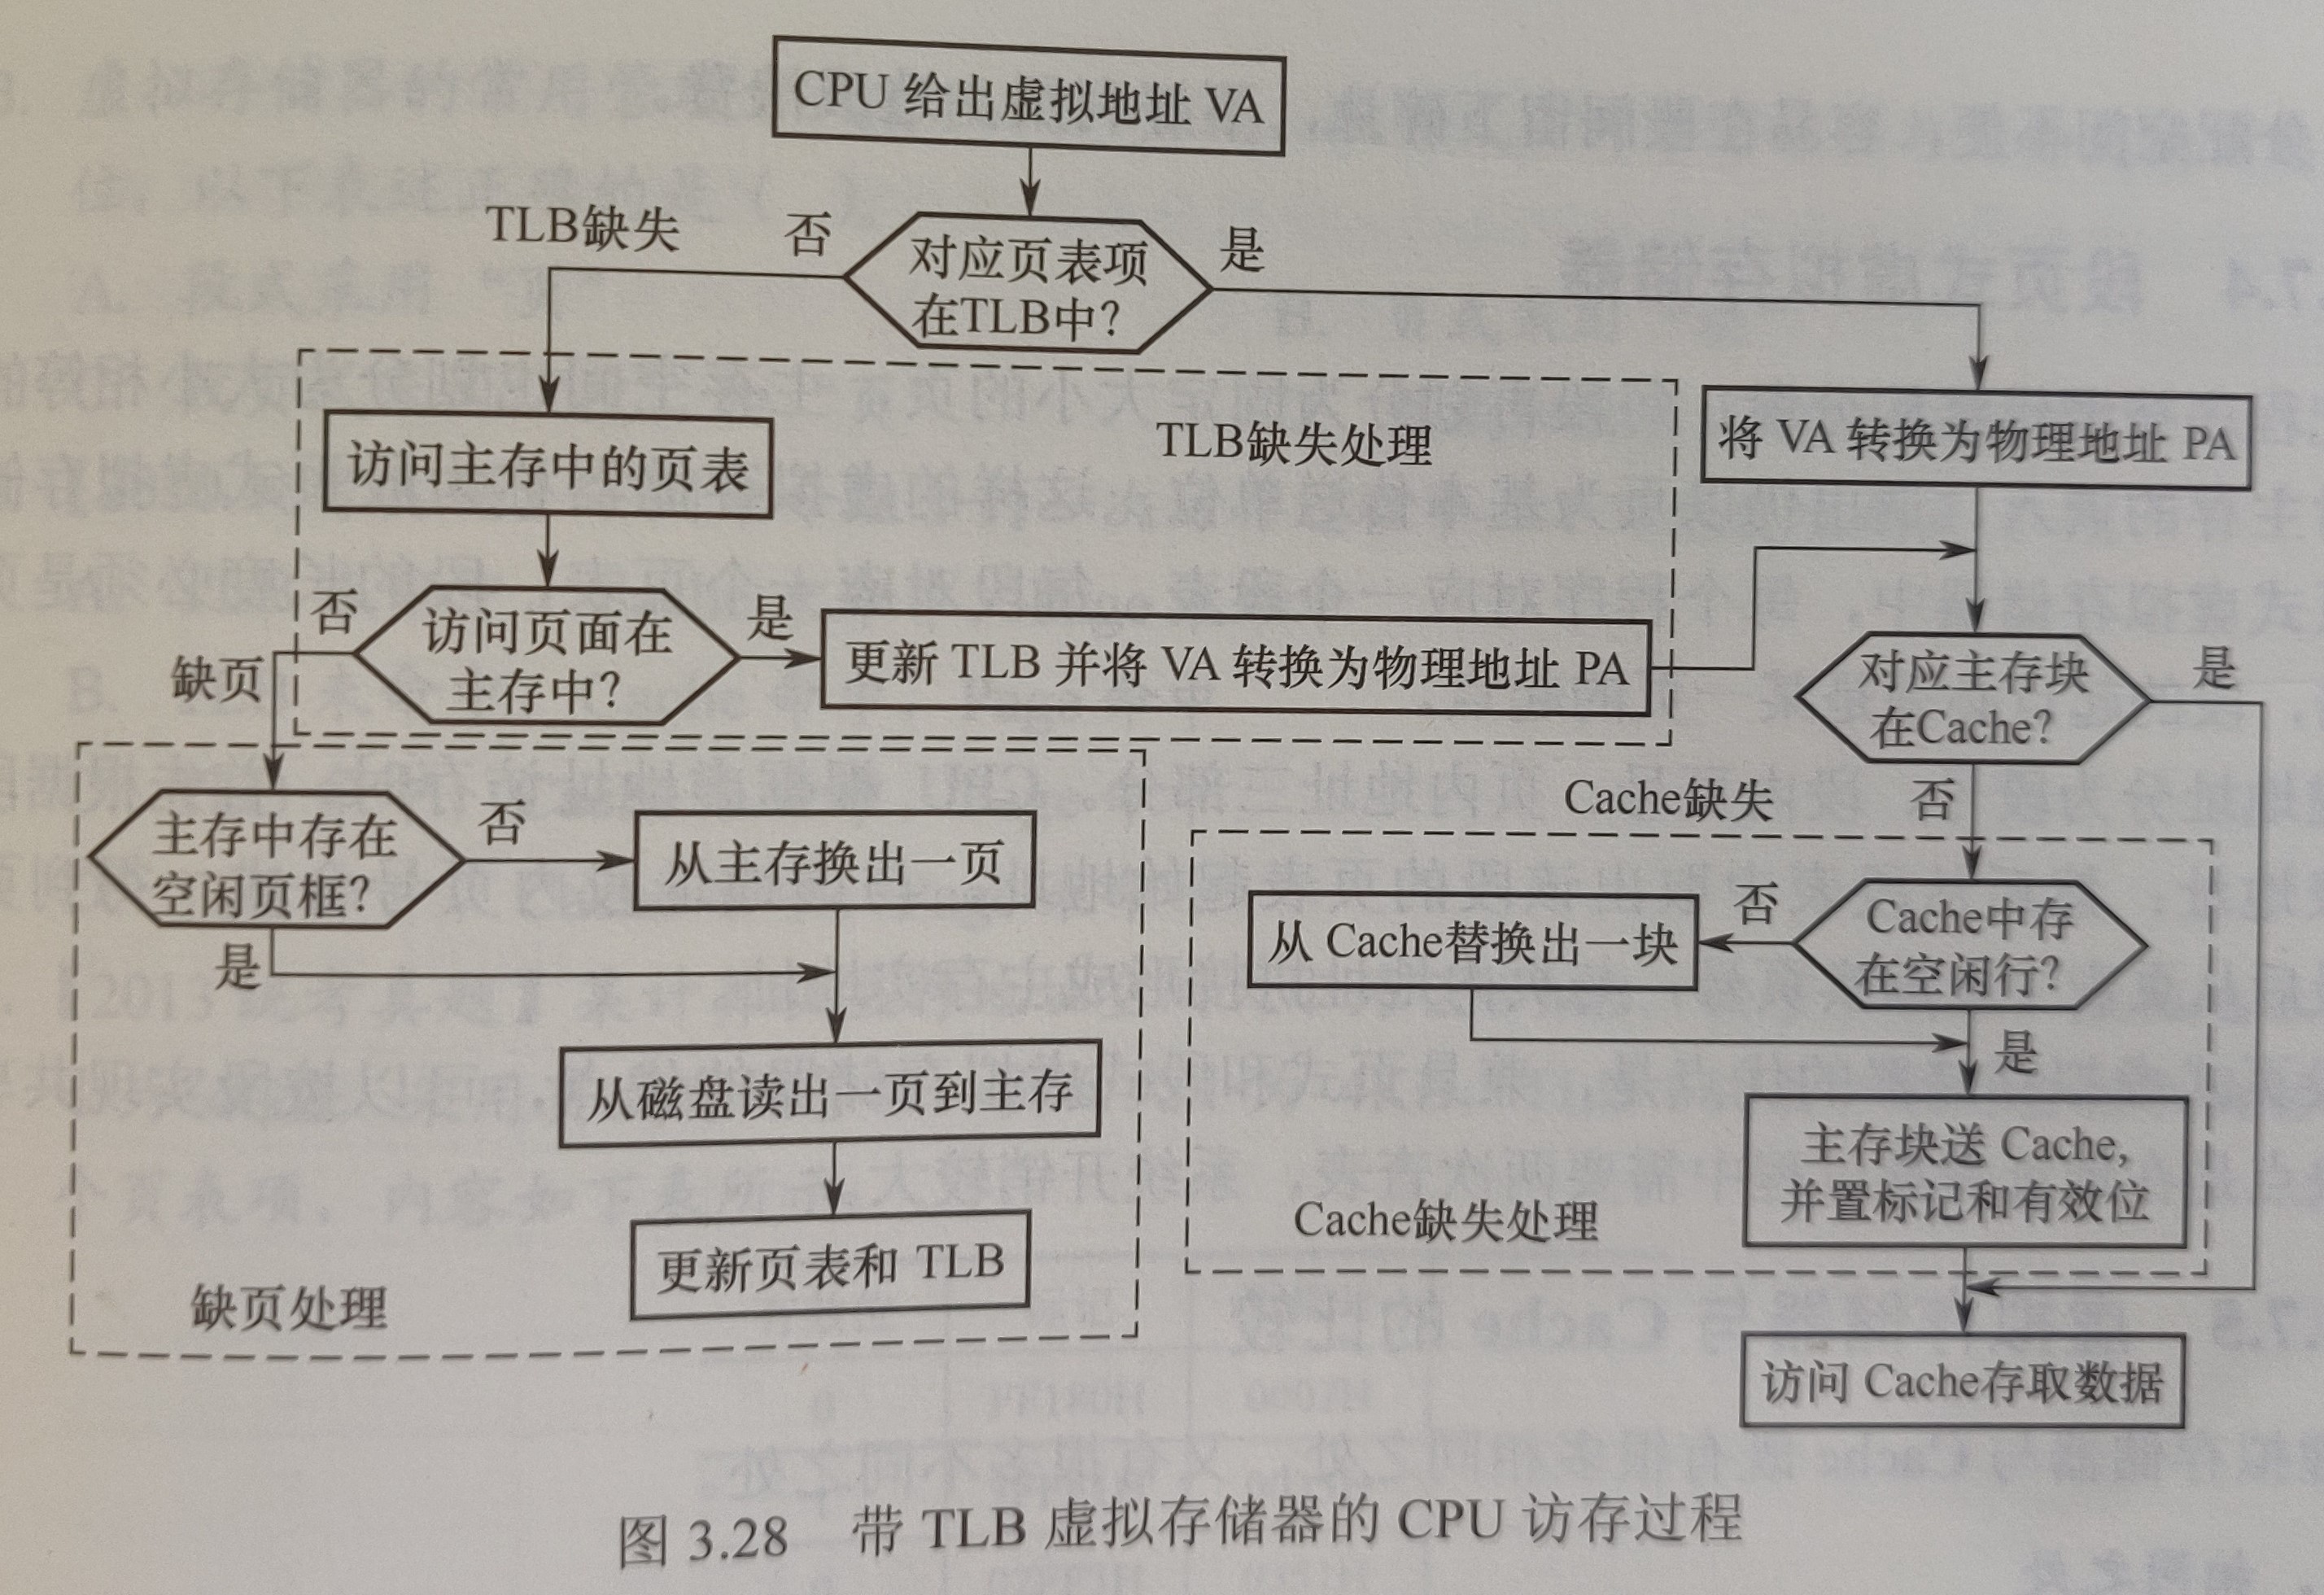 CPU 给出虚拟地址 VA
TLB缺失
否
对应页表项
在TLB中?
是
访问主存中的页表
TLB缺失处理
将 VA 转换为物理地址 PA
否
访问页面在
主存中?
是
更新 TLB 并将 VA 转换为物理地址 PA
缺页
对应主存块
在Cache?
是
Cache缺失
否
主存中存在
空闲页框?
否
从主存换出一页
是
从 Cache替换出一块
否
Cache中存
在空闲行?
是
从磁盘读出一页到主存
主存块送 Cache,
并置标记和有效位
Cache缺失处理
更新页表和 TLB
缺页处理
访问 Cache存取数据
图 3.28 带 TLB 虚拟存储器的 CPU 访存过程